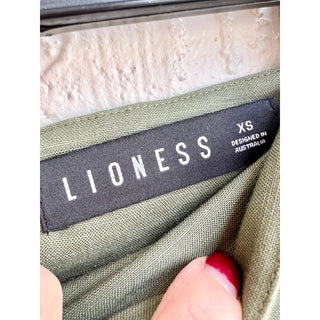 LIONESS
XS
DESIGNED IN
AUSTRALIA